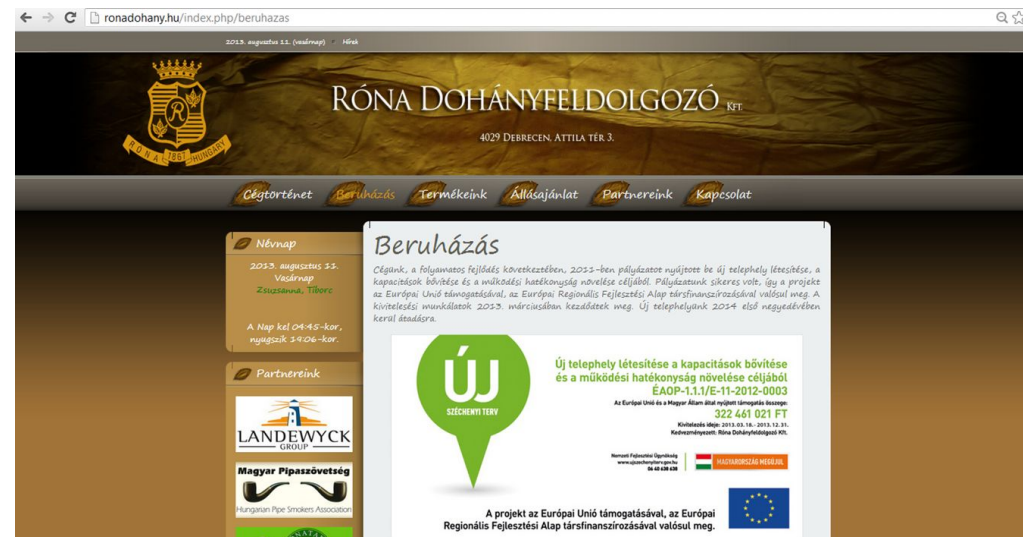 ronadohany.hu/index.php/beruhazas
2013. augusztus 11. (vasárnap) Hírek
RÓNA DOHÁNYFELDOLGOZÓ KFT.
4029 DEBRECEN, ATTILA TÉR 3.
R
RONA 1867 HUNGARY
Cégtörténet Beruházás Termékeink Állásajánlat Partnereink Kapcsolat
Névnap
2013. augusztus 11.
Vasárnap
Zsuzsanna, Tiborc
A Nap kel 04:45-kor,
nyugszik 19:06-kor.
Partnereink
LANDEWYCK
GROUP
Magyar Pipaszövetség
Hungarian Pipe Smokers Association
Beruházás
Cégünk, a folyamatos fejlődés következtében, 2011-ben pályázatot nyújtott be új telephely létesítése, a
kapacitások bővítése és a működési hatékonyság növelése céljából. Pályázatunk sikeres volt, így a projekt
az Európai Unió támogatásával, az Európai Regionális Fejlesztési Alap társfinanszírozásával valósul meg. A
kivitelesési munkálatok 2013. márciusában kezdődtek meg. Új telephelyünk 2014 első negyedévében
kerül átadásra.
ÚJ
SZÉCHENYI TERV
Új telephely létesítése a kapacitások bővítése
és a működési hatékonyság növelése céljából
ÉAOP-1.1.1/E-11-2012-0003
Az Európai Unió és a Magyar Állam által nyújtott támogatás összege:
322 461 021 FT
Kivitelezés ideje: 2013. 03. 18. - 2013. 12. 31.
Kedvezményezett: Róna Dohányfeldolgozó Kft.
Nemzeti Fejlesztési Ügynökség
www.ujszechenyiterv.gov.hu
06 40 638 638
MAGYARORSZÁG MEGÚJUL
A projekt az Európai Unió támogatásával, az Európai
Regionális Fejlesztési Alap társfinanszírozásával valósul meg.